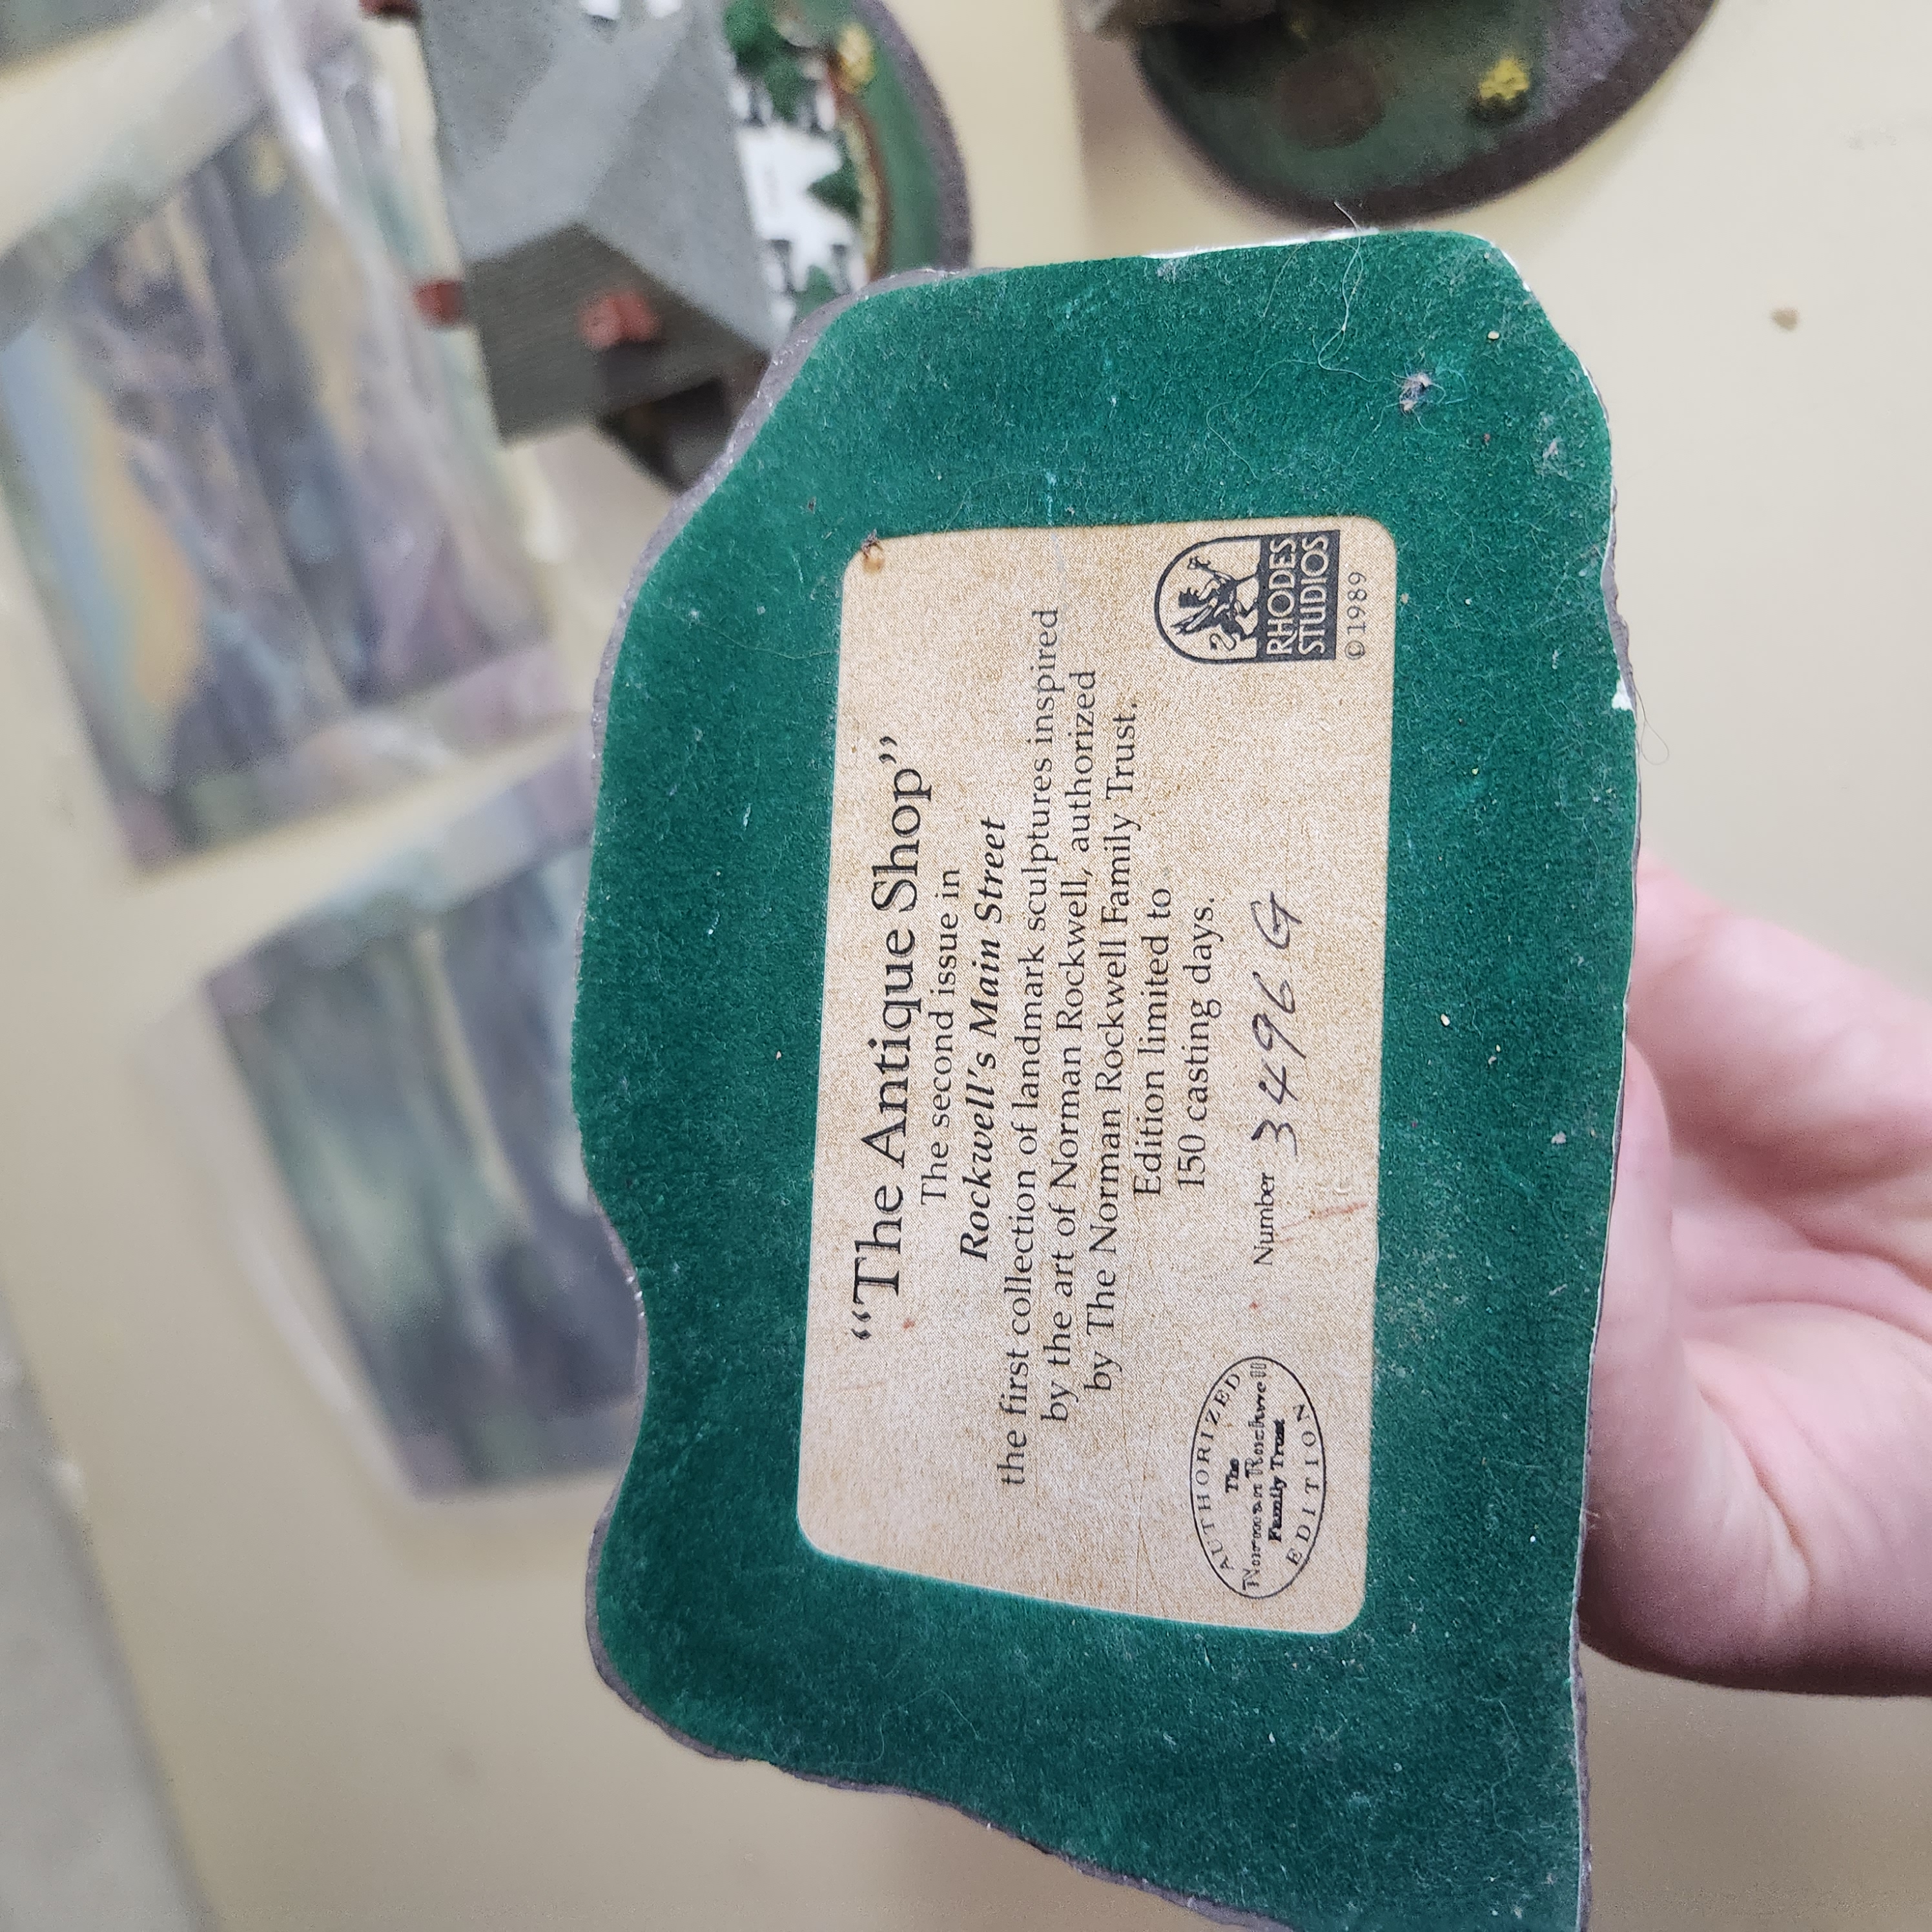 “The Antique Shop”
The second issue in
Rockwell's Main Street
the first collection of landmark sculptures inspired
by the art of Norman Rockwell, authorized
by The Norman Rockwell Family Trust.
Edition limited to
150 casting days.
Number 3496G
AUTHORIZED
The
Norman Rockwell
Family Trust
EDITION
RHODES
STUDIOS
©1989